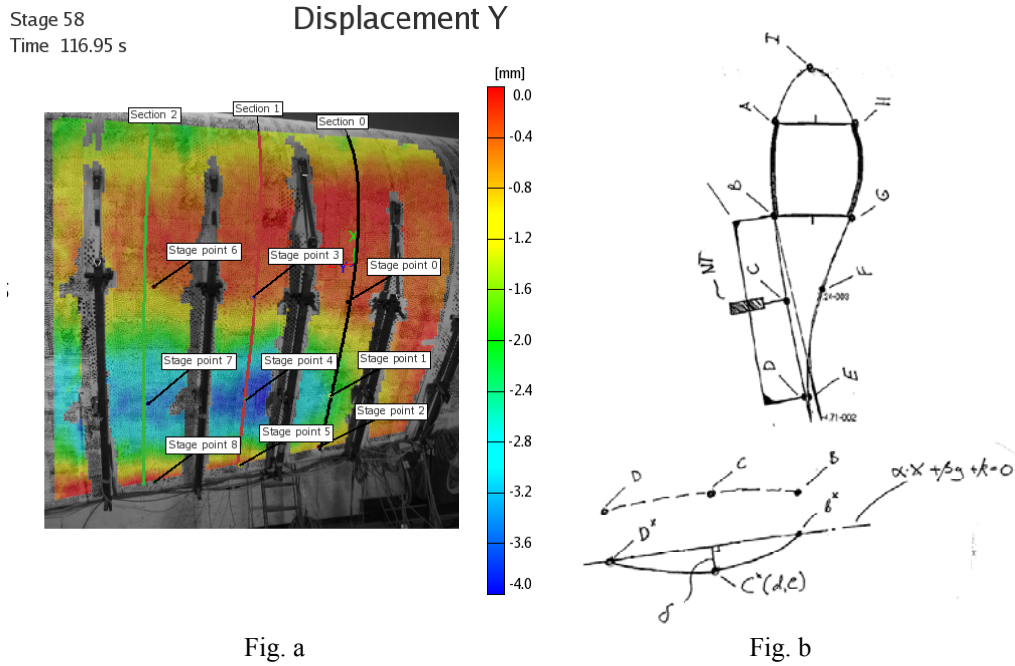 Stage 58
Time 116.95 s
Displacement Y
[mm]
0.0
-0.4
-0.8
-1.2
-1.6
-2.0
-2.4
-2.8
-3.2
-3.6
-4.0
Section 2
Section 1
Section 0
Stage point 6
Stage point 3
Stage point 0
X
Y
Stage point 7
Stage point 4
Stage point 1
Stage point 2
Stage point 8
Stage point 5
I
A
H
B
G
NT
C
F
D
E
4.71-002
D
C
B
α·X+βy+k=0
D*
B*
C*(d,e)
δ
Fig. a
Fig. b